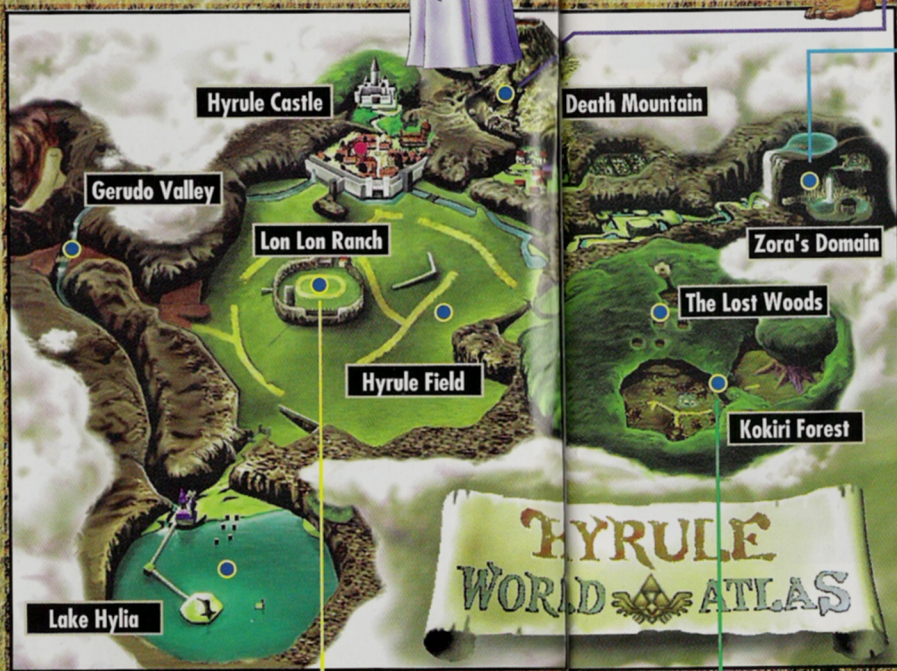 Hyrule Castle
Death Mountain
Gerudo Valley
Lon Lon Ranch
Zora's Domain
The Lost Woods
Hyrule Field
Kokiri Forest
HYRULE
WORLD ATLAS
Lake Hylia